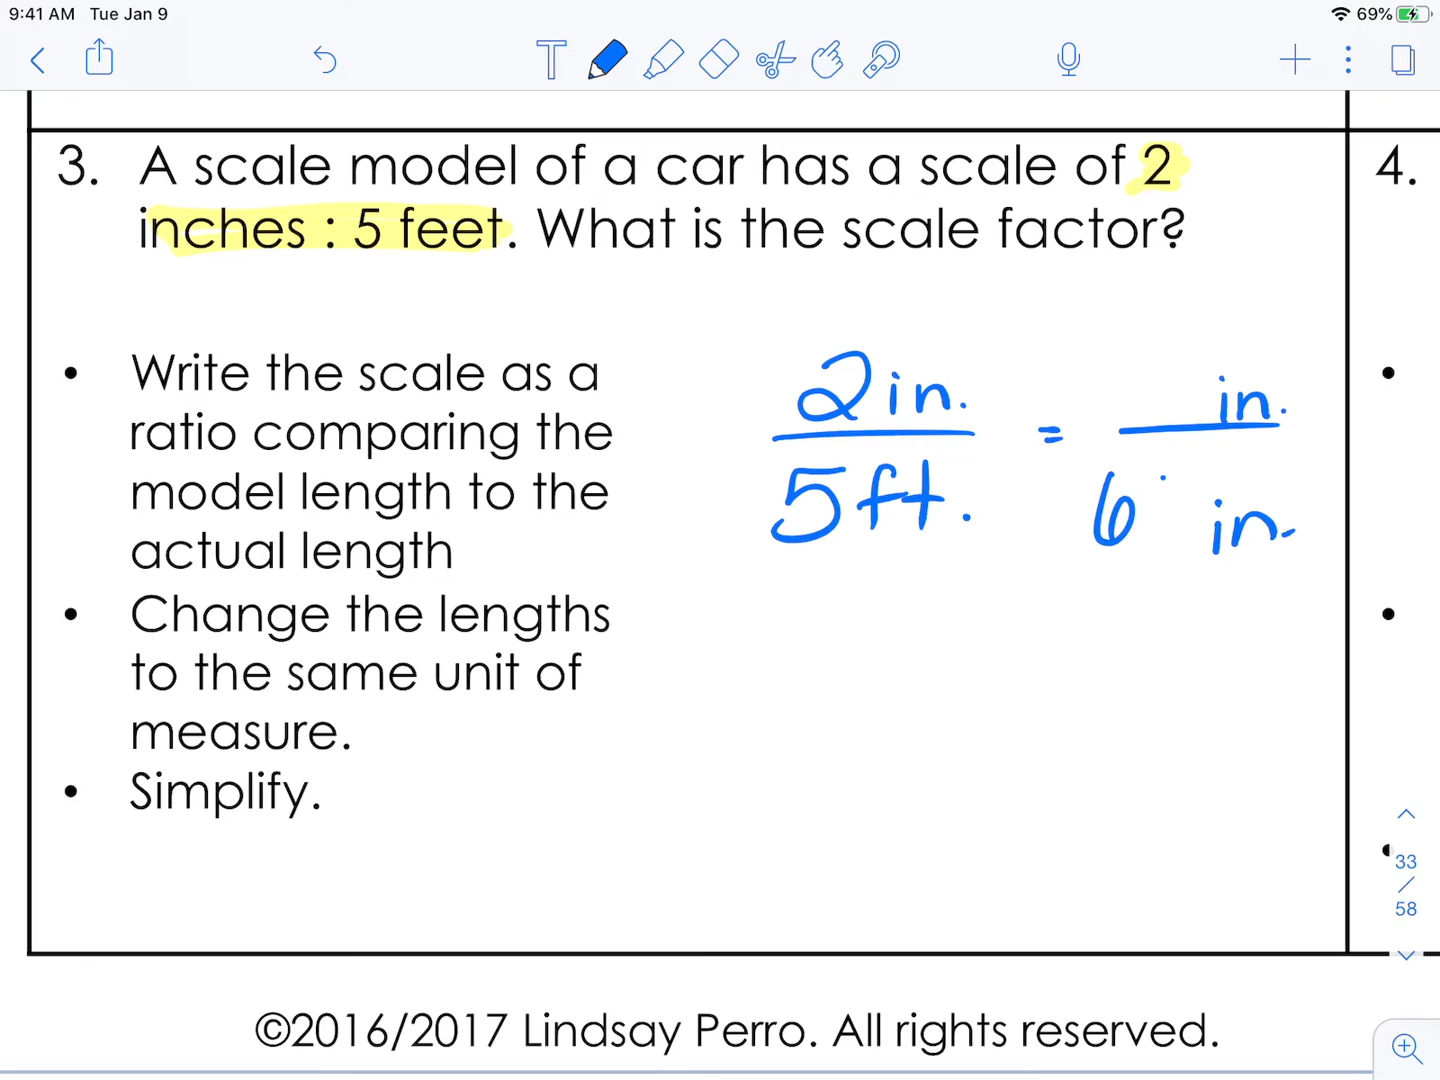 9:41 AM Tue Jan 9
69%
3. A scale model of a car has a scale of 2
inches : 5 feet. What is the scale factor?
4.
• Write the scale as a
ratio comparing the
model length to the
actual length
• Change the lengths
to the same unit of
measure.
• Simplify.
2 in.
5 ft.
=
in.
6 in.
33
/
58
©2016/2017 Lindsay Perro. All rights reserved.